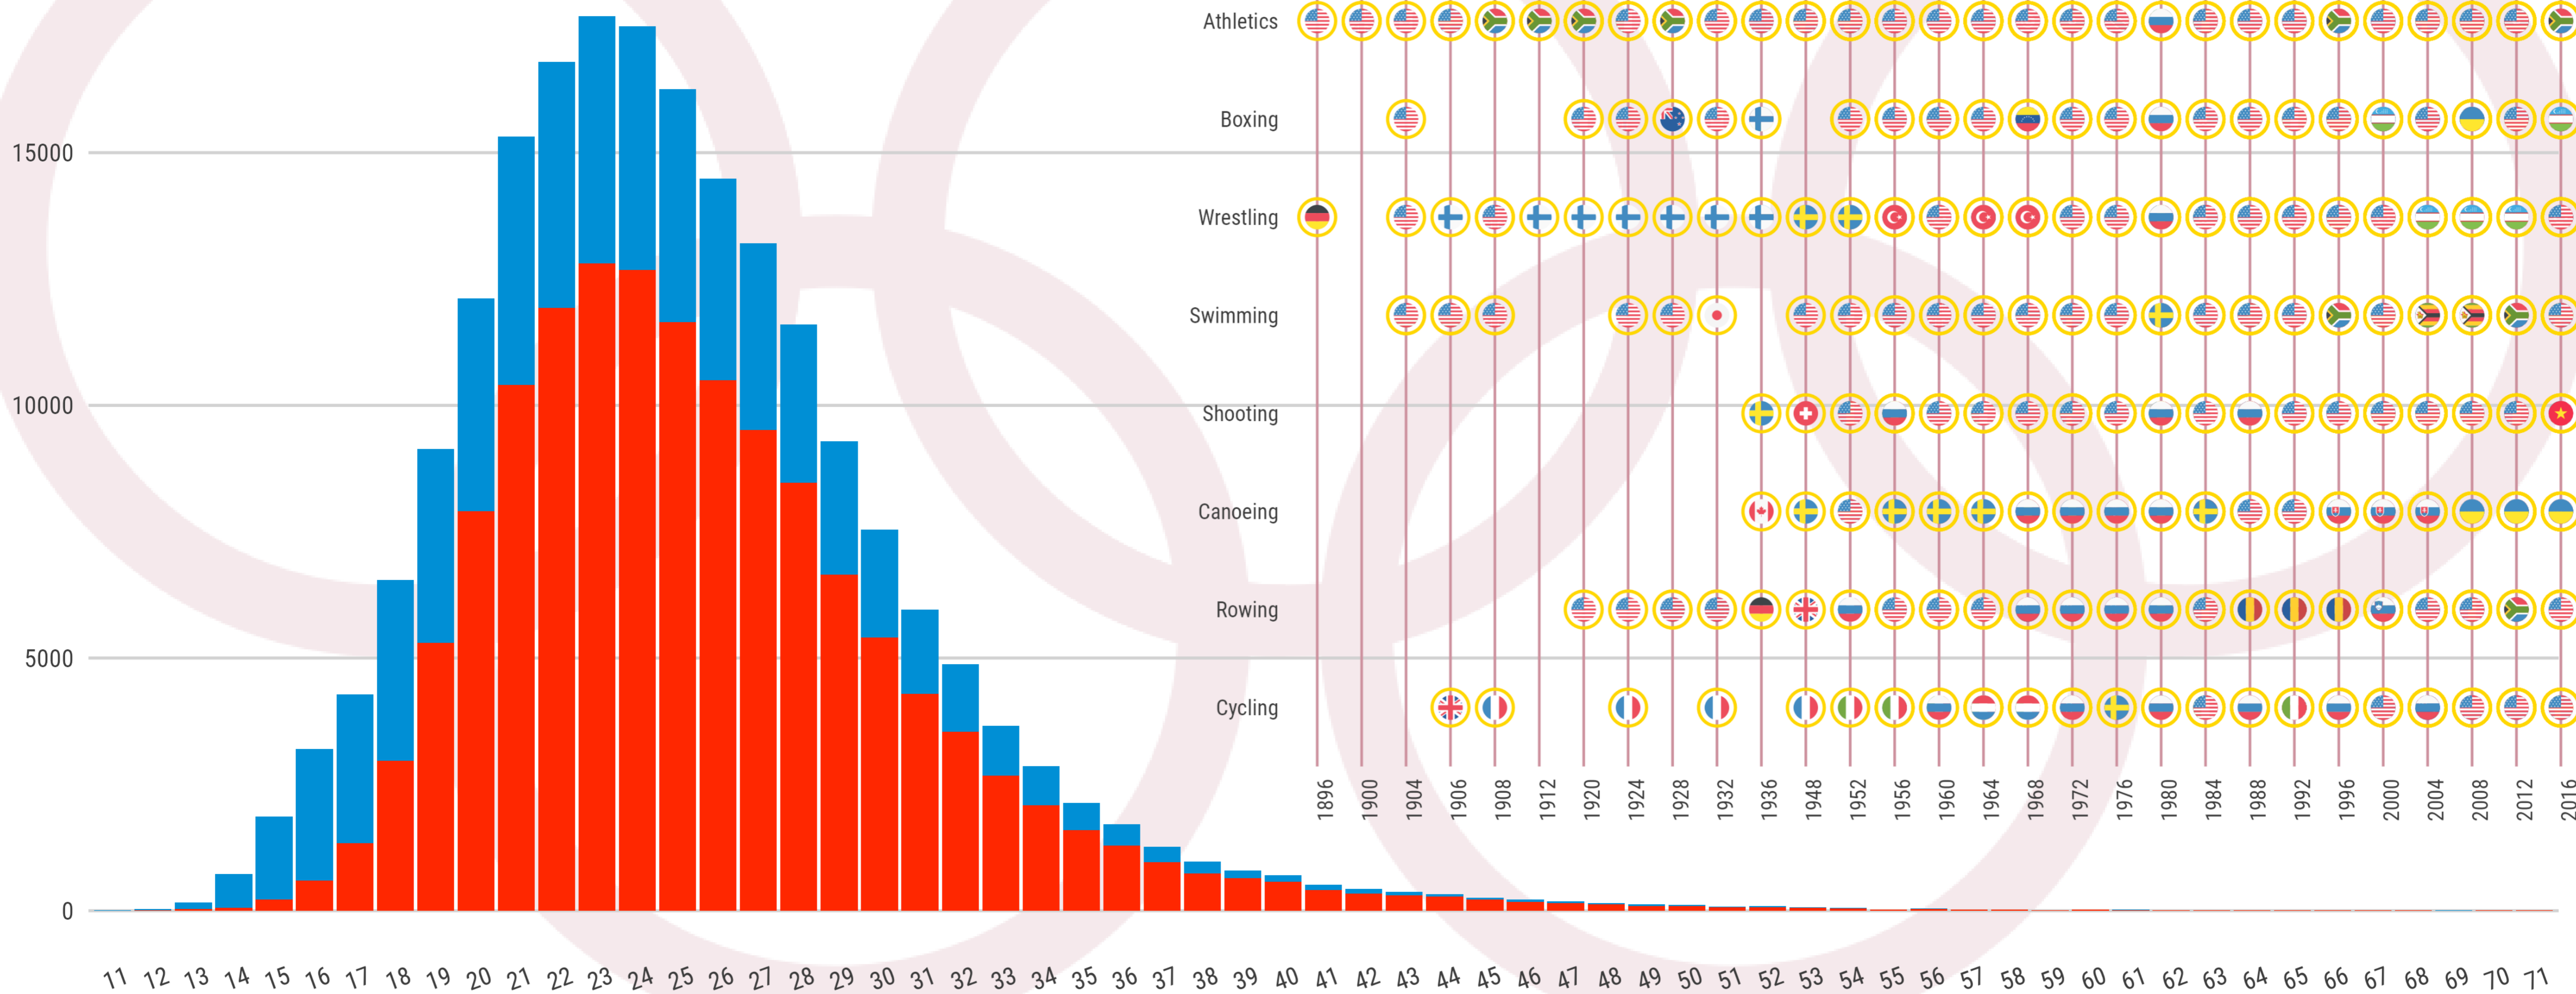 Athletics
Boxing
15000
Wrestling
Swimming
10000
Shooting
Canoeing
Rowing
5000
Cycling
1896 1900 1904 1906 1908 1912 1920 1924 1928 1932 1936 1948 1952 1956 1960 1964 1968 1972 1976 1980 1984 1988 1992 1996 2000 2004 2008 2012 2016
0
11 12 13 14 15 16 17 18 19 20 21 22 23 24 25 26 27 28 29 30 31 32 33 34 35 36 37 38 39 40 41 42 43 44 45 46 47 48 49 50 51 52 53 54 55 56 57 58 59 60 61 62 63 64 65 66 67 68 69 70 71